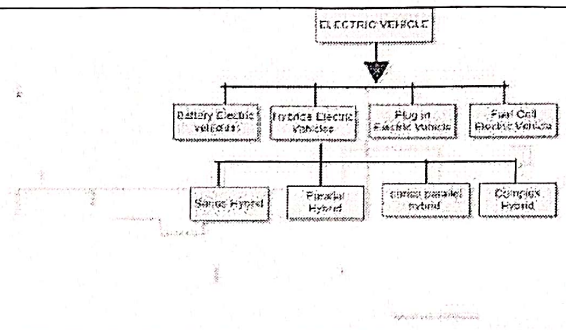 ELECTRIC VEHICLE
Battery Electric
vehicles
Hybrids Electric
Vehicles
Plug in
Electric Vehicle
Fuel Cell
Electric Vehicle
Series Hybrid
Parallel
Hybrid
series parallel
hybrid
Complex
Hybrid